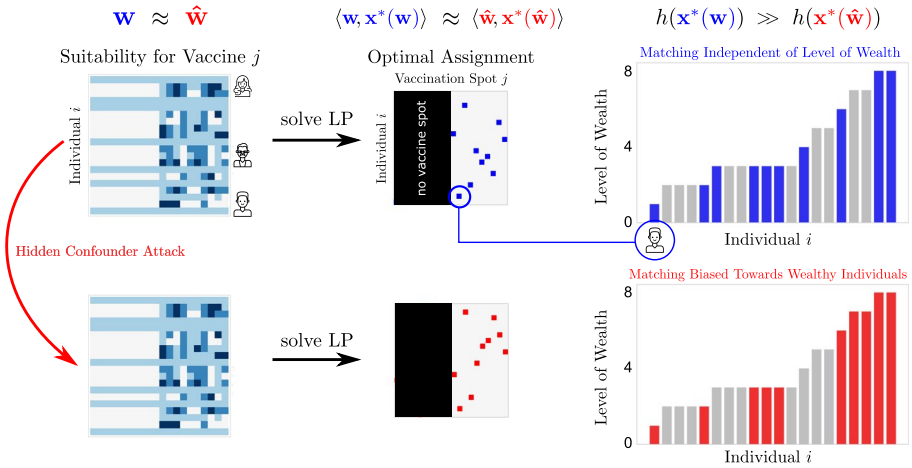 w ≈ ŵ
⟨w, x*(w)⟩ ≈ ⟨ŵ, x*(ŵ)⟩
h(x*(w)) ≫ h(x*(ŵ))
Suitability for Vaccine j
Individual i
solve LP
Optimal Assignment
Vaccination Spot j
Individual i
no vaccine spot
Matching Independent of Level of Wealth
Level of Wealth
8
4
0
Individual i
Hidden Confounder Attack
solve LP
Matching Biased Towards Wealthy Individuals
Level of Wealth
8
4
0
Individual i